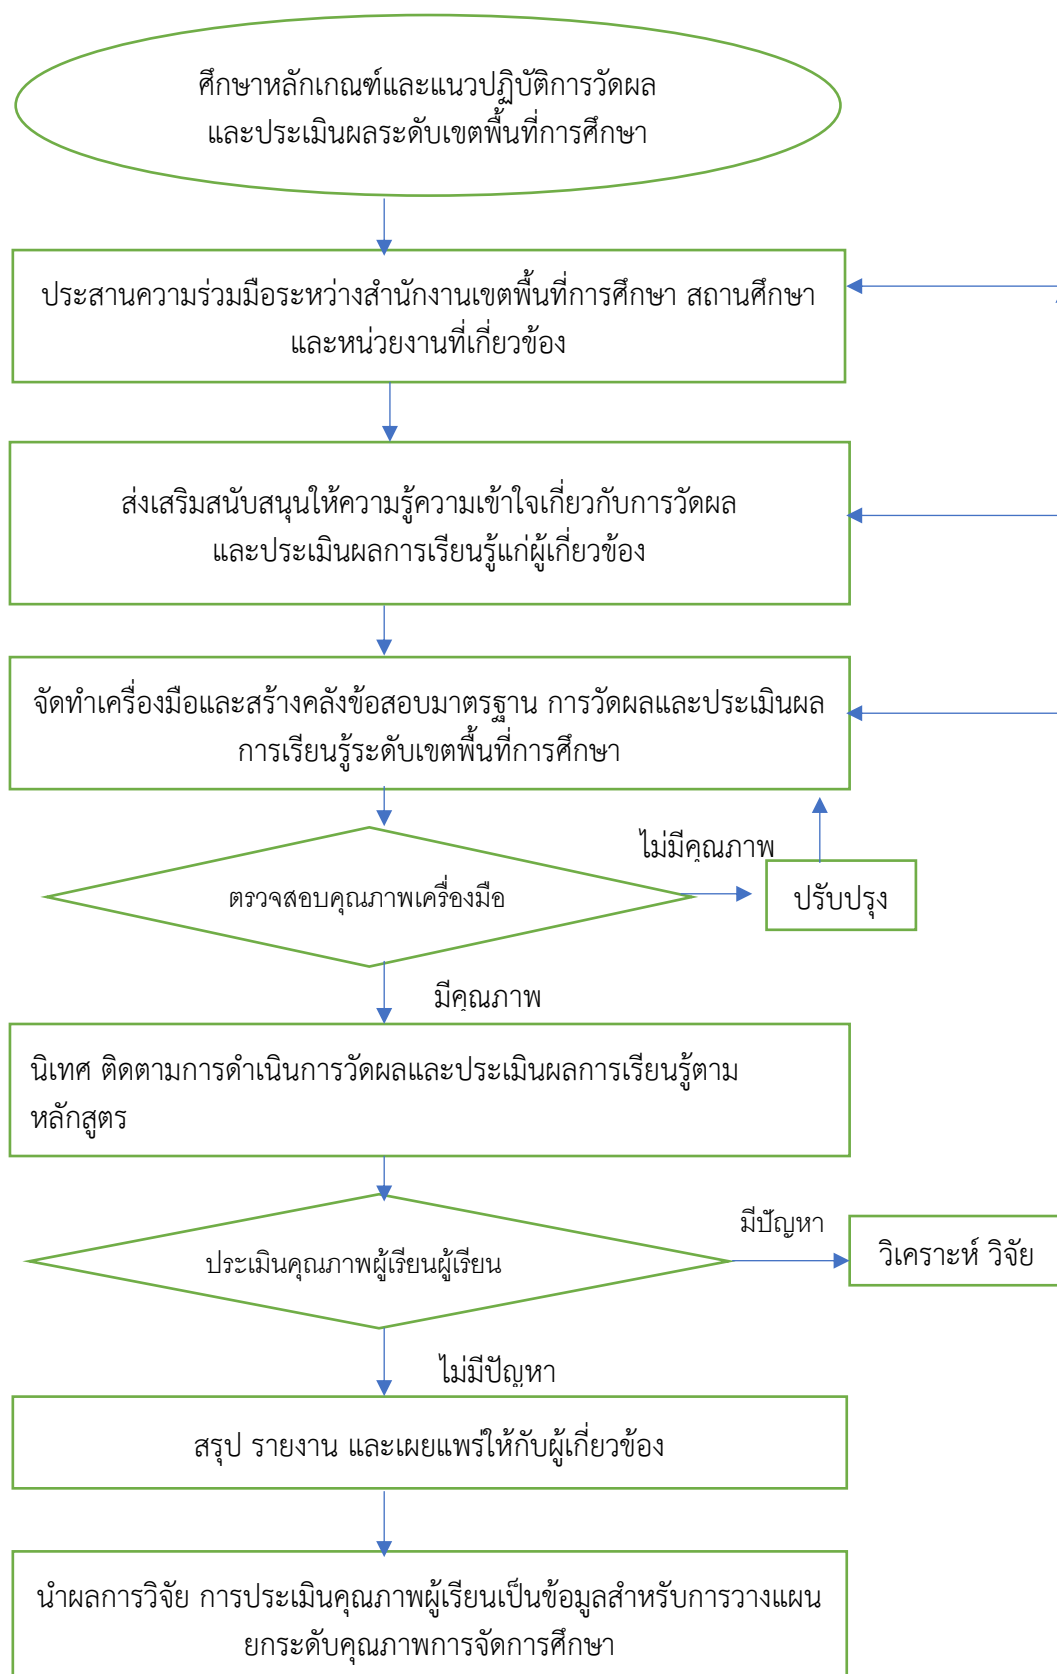 ศึกษาหลักเกณฑ์และแนวปฏิบัติการวัดผล
และประเมินผลระดับเขตพื้นที่การศึกษา
ประสานความร่วมมือระหว่างสำนักงานเขตพื้นที่การศึกษา สถานศึกษา
และหน่วยงานที่เกี่ยวข้อง
ส่งเสริมสนับสนุนให้ความรู้ความเข้าใจเกี่ยวกับการวัดผล
และประเมินผลการเรียนรู้แก่ผู้เกี่ยวข้อง
จัดทำเครื่องมือและสร้างคลังข้อสอบมาตรฐาน การวัดผลและประเมินผล
การเรียนรู้ระดับเขตพื้นที่การศึกษา
ไม่มีคุณภาพ
ตรวจสอบคุณภาพเครื่องมือ
ปรับปรุง
มีคุณภาพ
นิเทศ ติดตามการดำเนินการวัดผลและประเมินผลการเรียนรู้ตาม
หลักสูตร
มีปัญหา
ประเมินคุณภาพผู้เรียนผู้เรียน
วิเคราะห์ วิจัย
ไม่มีปัญหา
สรุป รายงาน และเผยแพร่ให้กับผู้เกี่ยวข้อง
นำผลการวิจัย การประเมินคุณภาพผู้เรียนเป็นข้อมูลสำหรับการวางแผน
ยกระดับคุณภาพการจัดการศึกษา